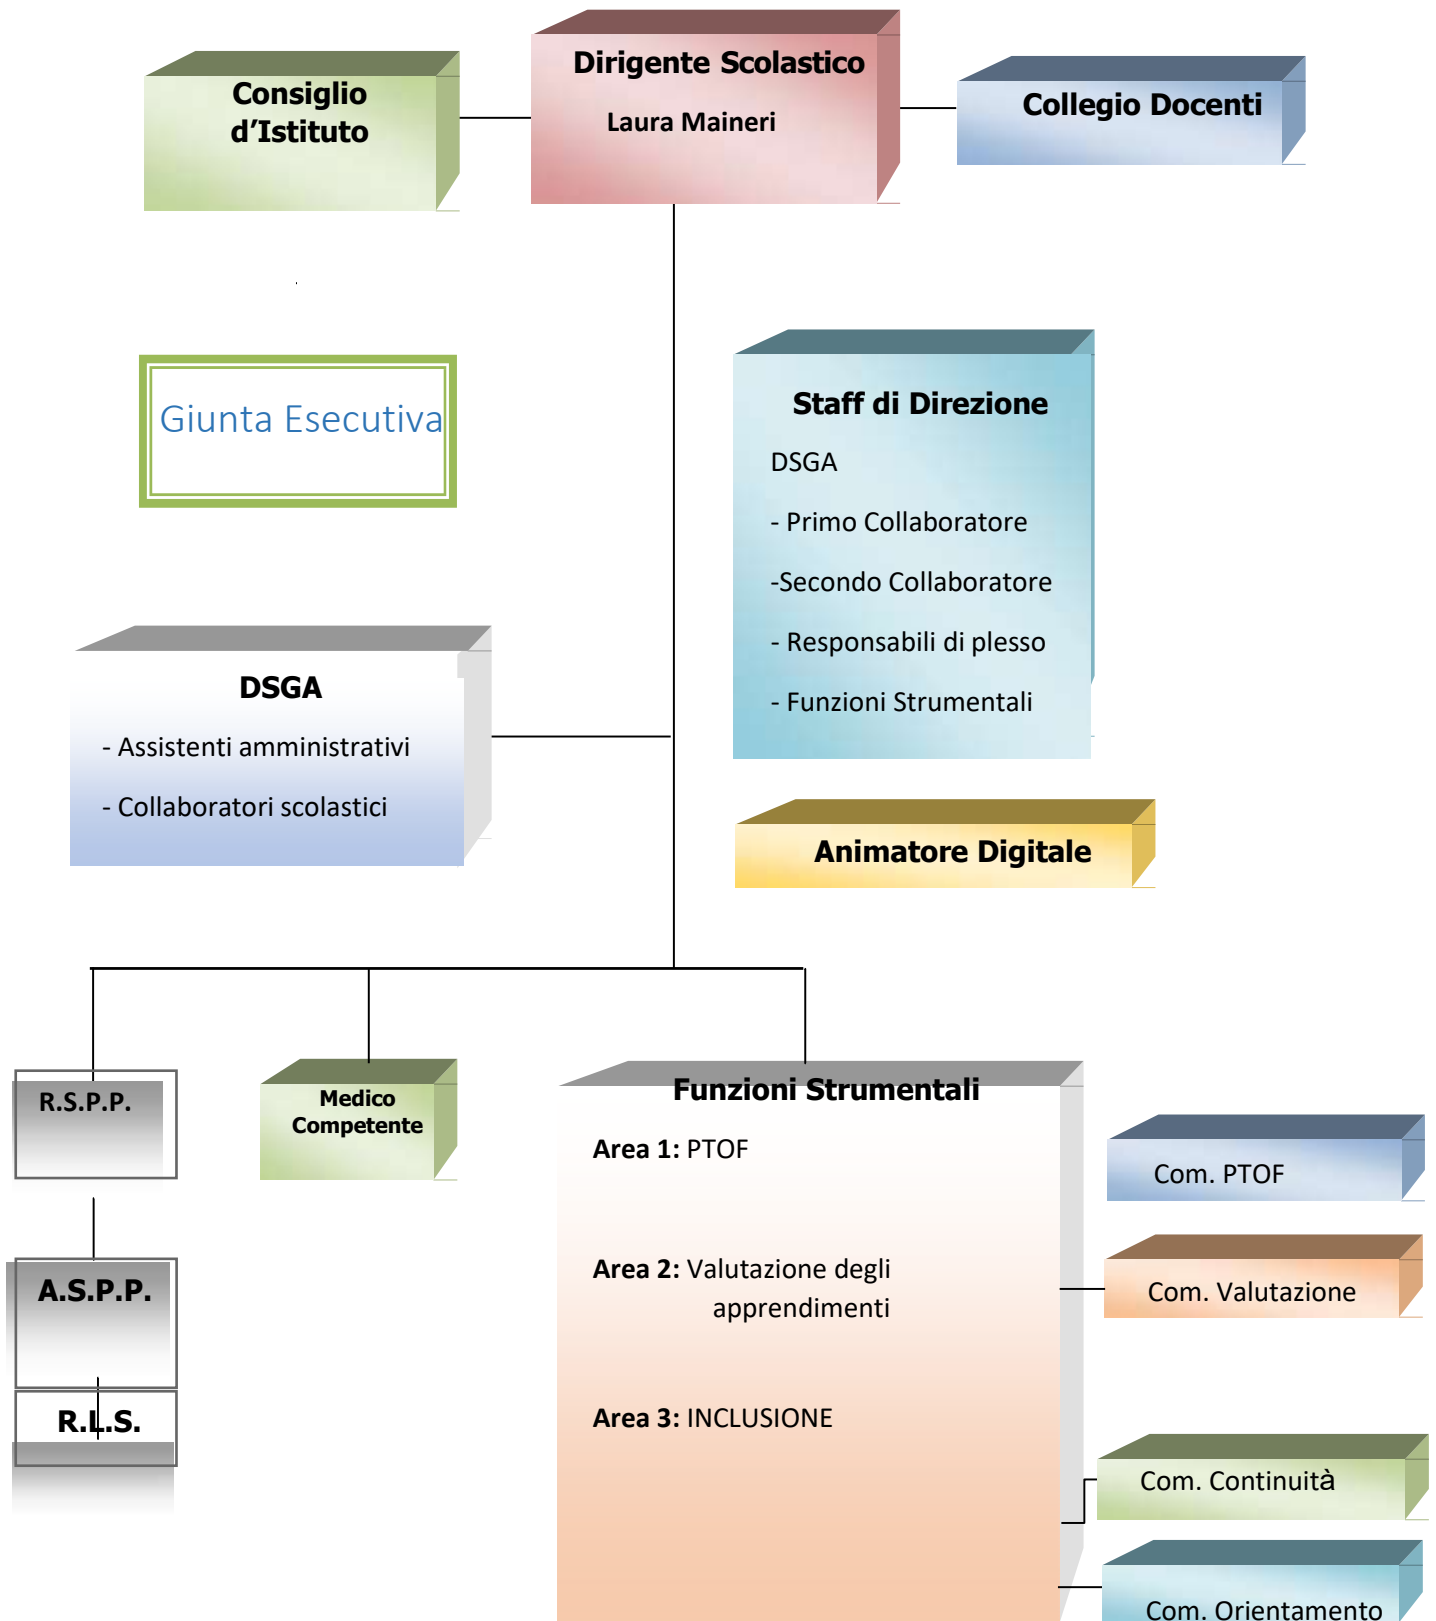 Dirigente Scolastico
Laura Maineri
Consiglio
d’Istituto
Collegio Docenti
Giunta Esecutiva
Staff di Direzione
DSGA
- Primo Collaboratore
-Secondo Collaboratore
- Responsabili di plesso
- Funzioni Strumentali
DSGA
- Assistenti amministrativi
- Collaboratori scolastici
Animatore Digitale
R.S.P.P.
A.S.P.P.
R.L.S.
Medico
Competente
Funzioni Strumentali
Area 1: PTOF
Area 2: Valutazione degli
apprendimenti
Area 3: INCLUSIONE
Com. PTOF
Com. Valutazione
Com. Continuità
Com. Orientamento